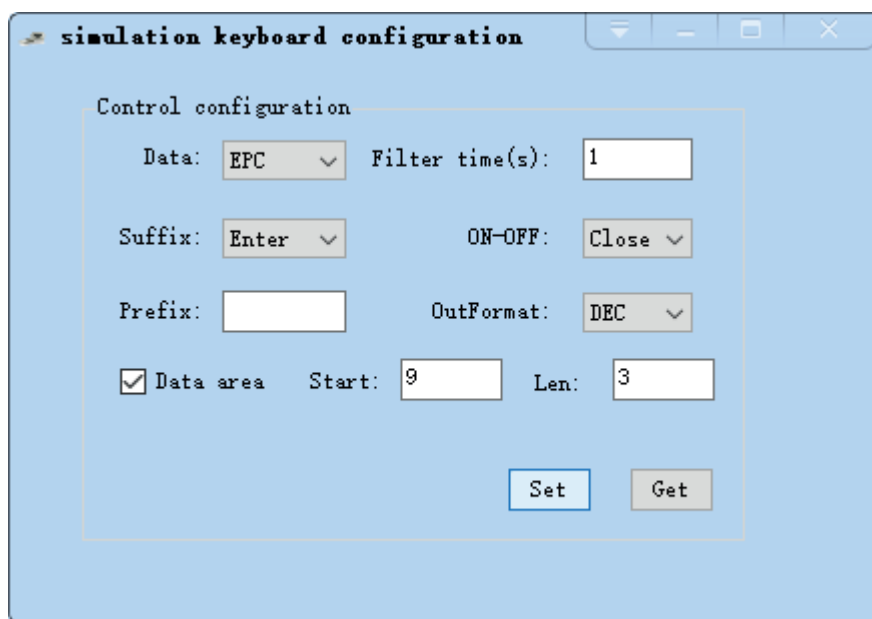 simulation keyboard configuration
Control configuration
Data: EPC Filter time(s): 1
Suffix: Enter ON-OFF: Close
Prefix: OutFormat: DEC
Data area Start: 9 Len: 3
Set Get